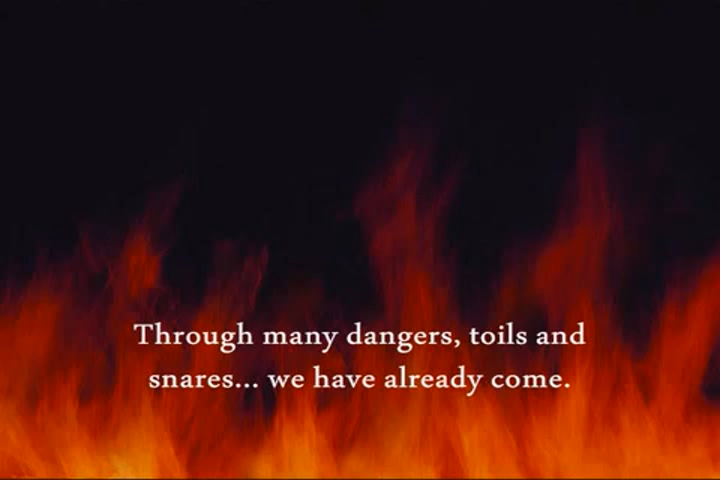 Through many dangers, toils and
snares... we have already come.